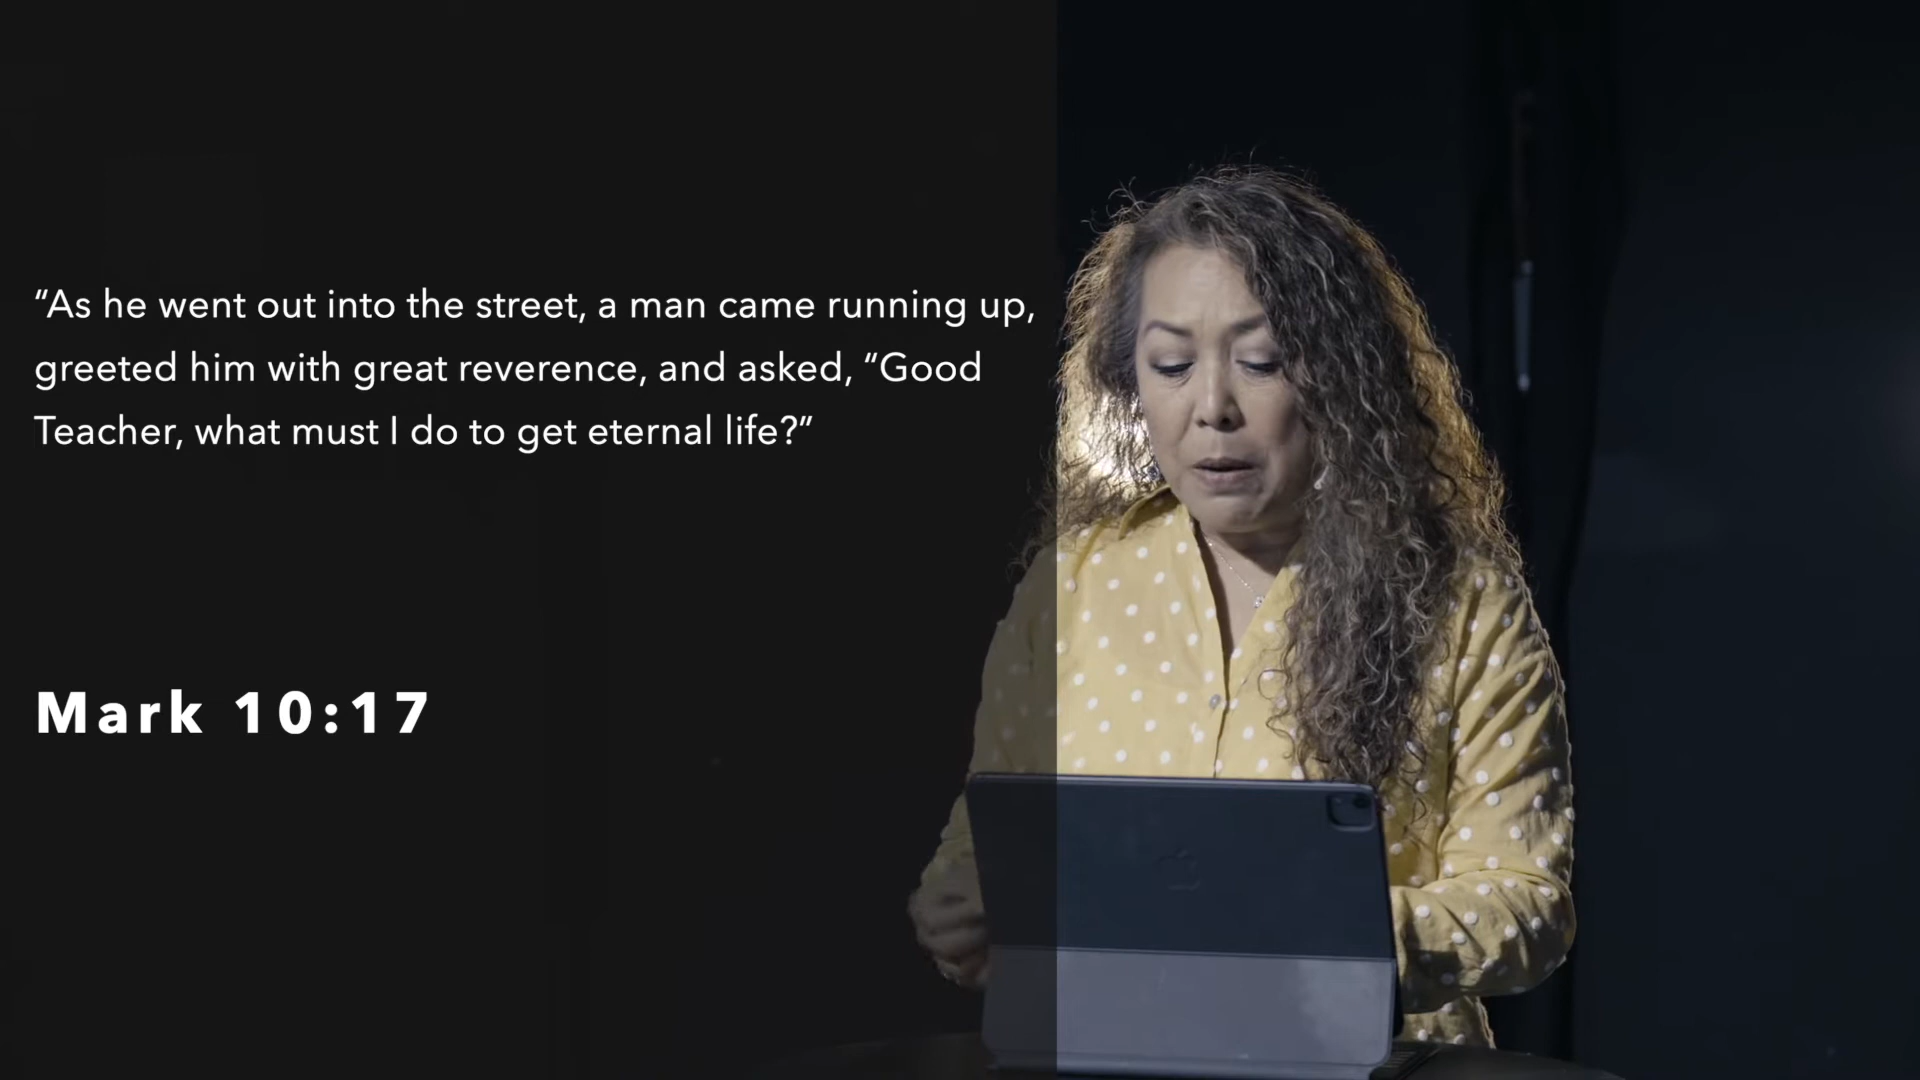 “As he went out into the street, a man came running up,
greeted him with great reverence, and asked, “Good
Teacher, what must I do to get eternal life?”
Mark 10:17